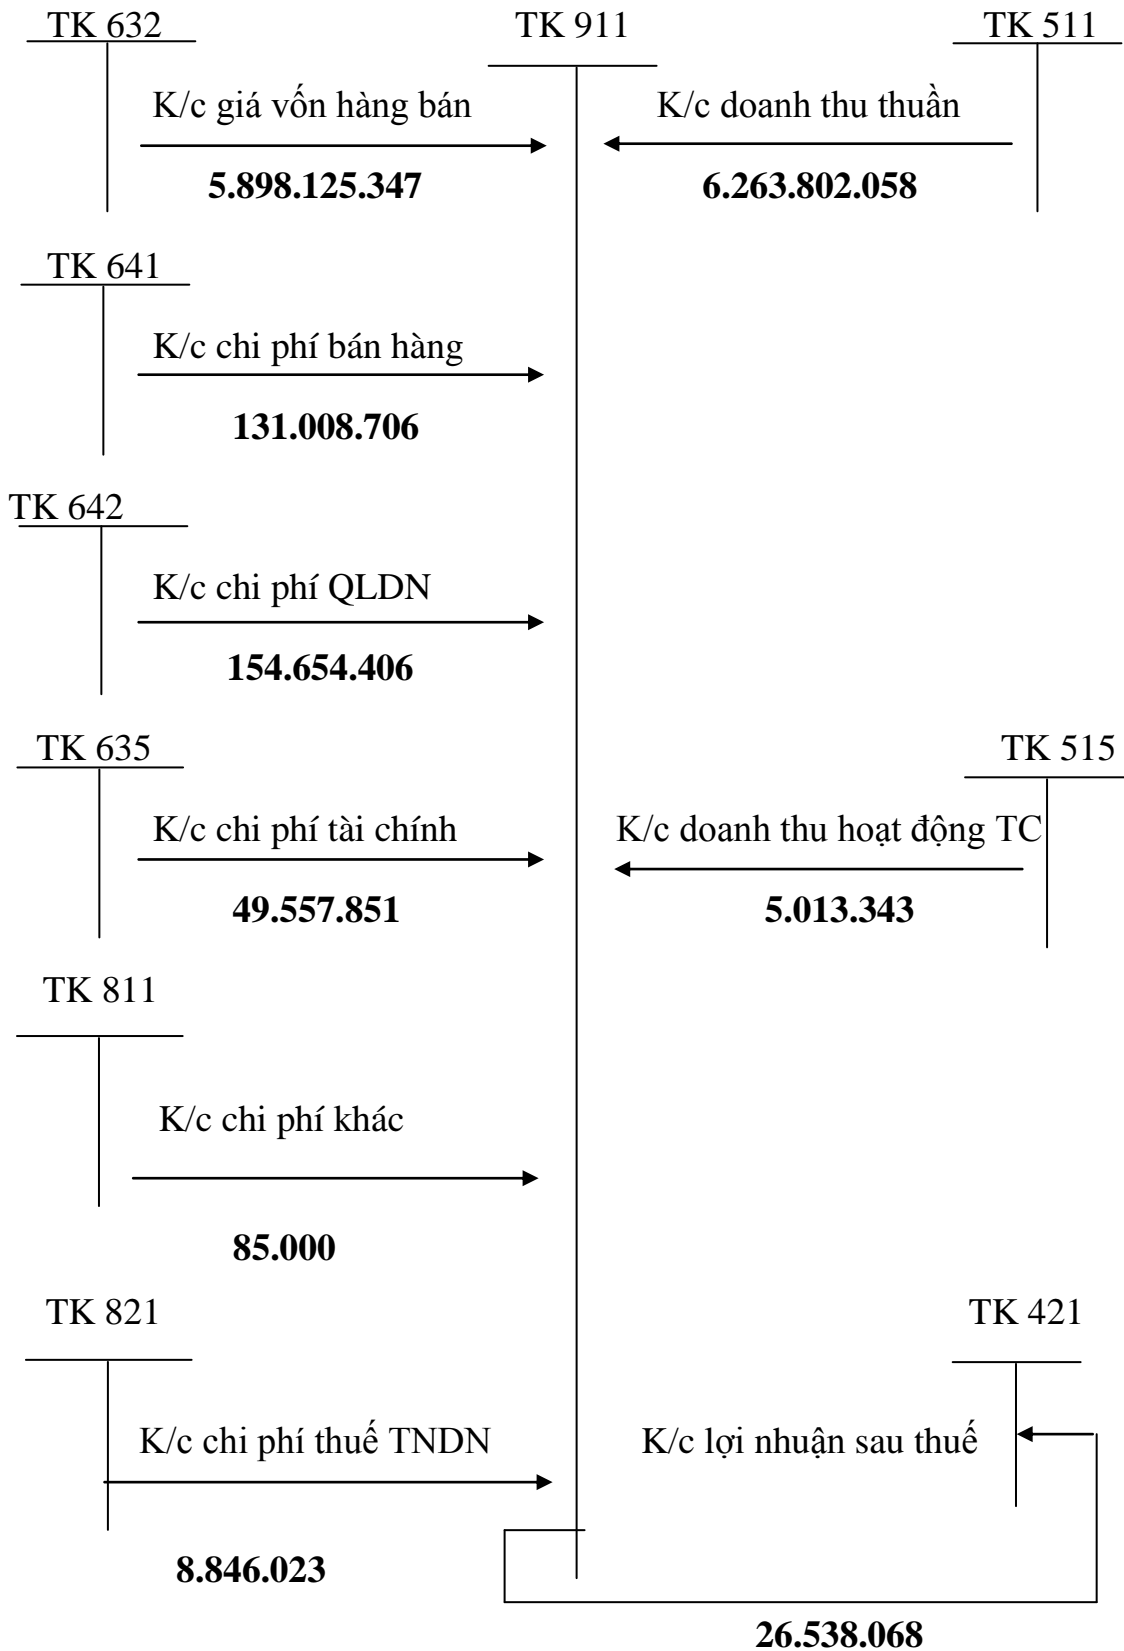 TK 632
TK 911
TK 511
K/c giá vốn hàng bán
K/c doanh thu thuần
5.898.125.347
6.263.802.058
TK 641
K/c chi phí bán hàng
131.008.706
TK 642
K/c chi phí QLDN
154.654.406
TK 635
TK 515
K/c chi phí tài chính
K/c doanh thu hoạt động TC
49.557.851
5.013.343
TK 811
K/c chi phí khác
85.000
TK 821
TK 421
K/c chi phí thuế TNDN
K/c lợi nhuận sau thuế
8.846.023
26.538.068